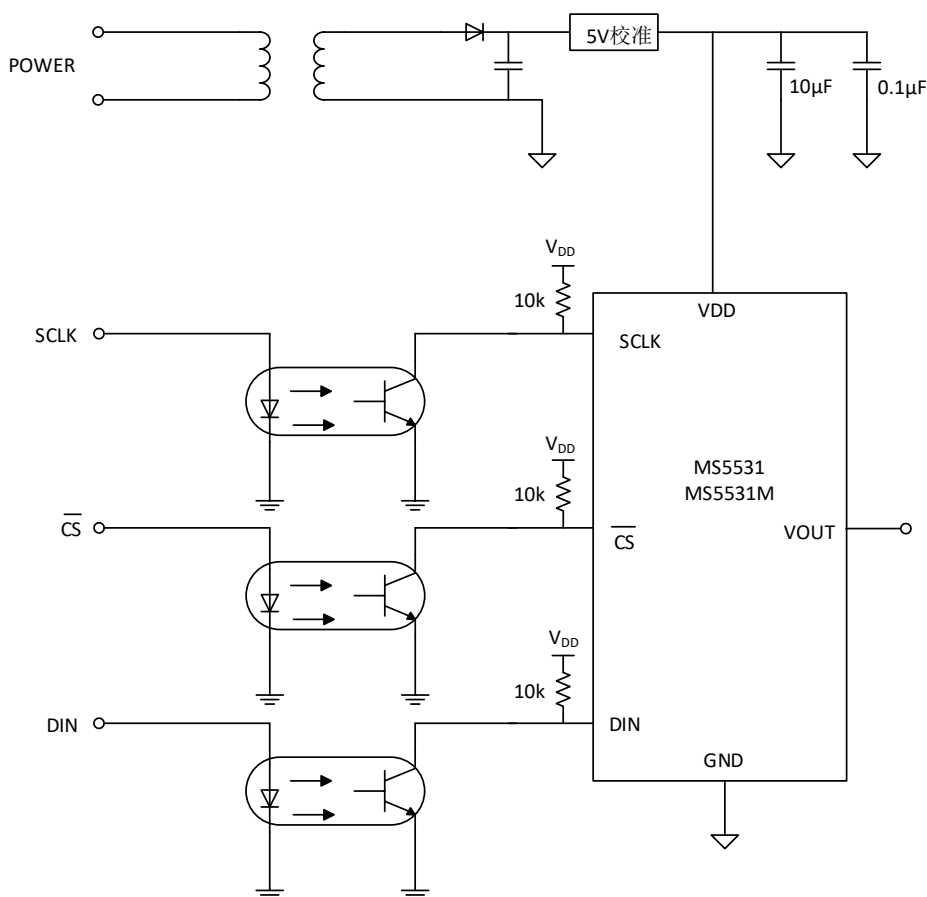 POWER
5V校准
10μF
0.1μF
VDD
10k
SCLK
VDD
SCLK
VDD
10k
MS5531
MS5531M
CS
CS
VOUT
VDD
10k
DIN
DIN
GND